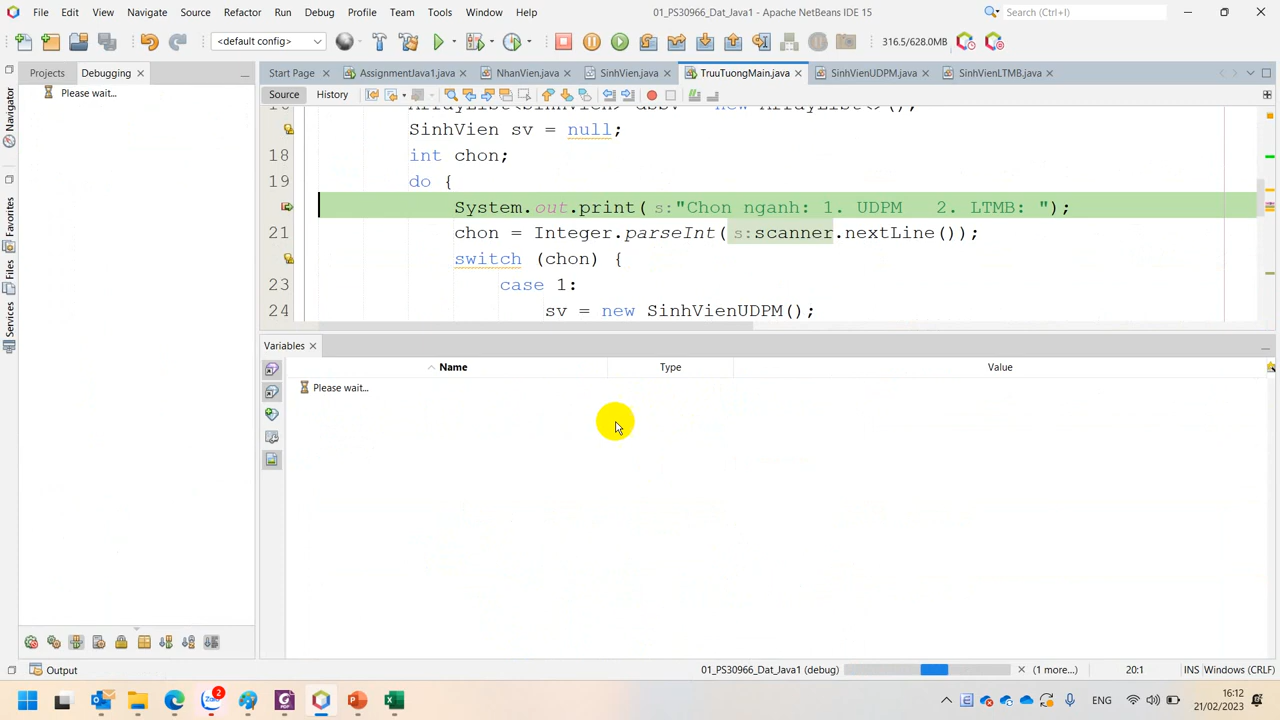 File Edit View Navigate Source Refactor Run Debug Profile Team Tools Window Help
01_PS30966_Dat_Java1 - Apache NetBeans IDE 15
Search (Ctrl+I)
<default config>
316.5/628.0MB
Projects
Debugging
Start Page
AssignmentJava1.java
NhanVien.java
SinhVien.java
TruuTuongMain.java
SinhVienUDPM.java
SinhVienLTMB.java
Please wait...
Source
History
Navigator
Favorites
Files
Services
SinhVien sv = null;
18 int chon;
19 do {
System.out.print( s:"Chon nganh: 1. UDPM   2. LTMB: ");
21 chon = Integer.parseInt( s:scanner.nextLine());
switch (chon) {
23 case 1:
24 sv = new SinhVienUDPM();
Variables
Name
Type
Value
Please wait...
Output
01_PS30966_Dat_Java1 (debug)
(1 more...)
20:1
INS
Windows (CRLF)
2
ENG
16:12
21/02/2023